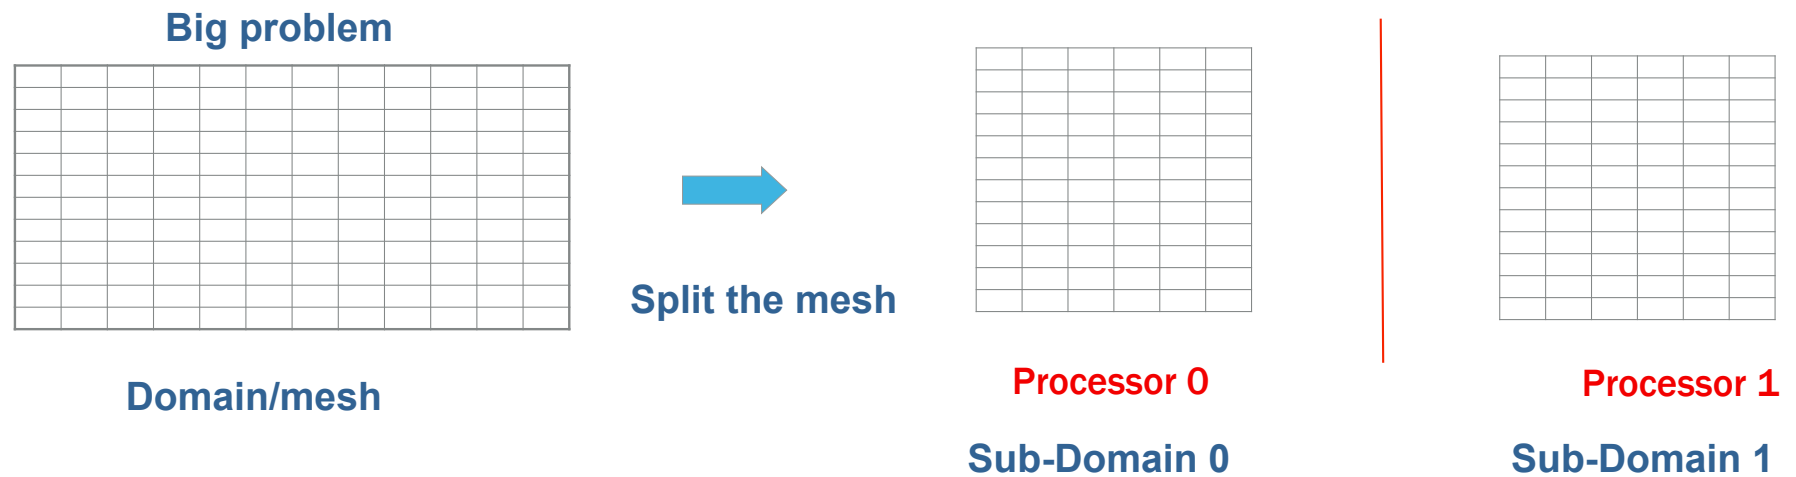 Big problem
Domain/mesh
Split the mesh
Processor 0
Sub-Domain 0
Processor 1
Sub-Domain 1